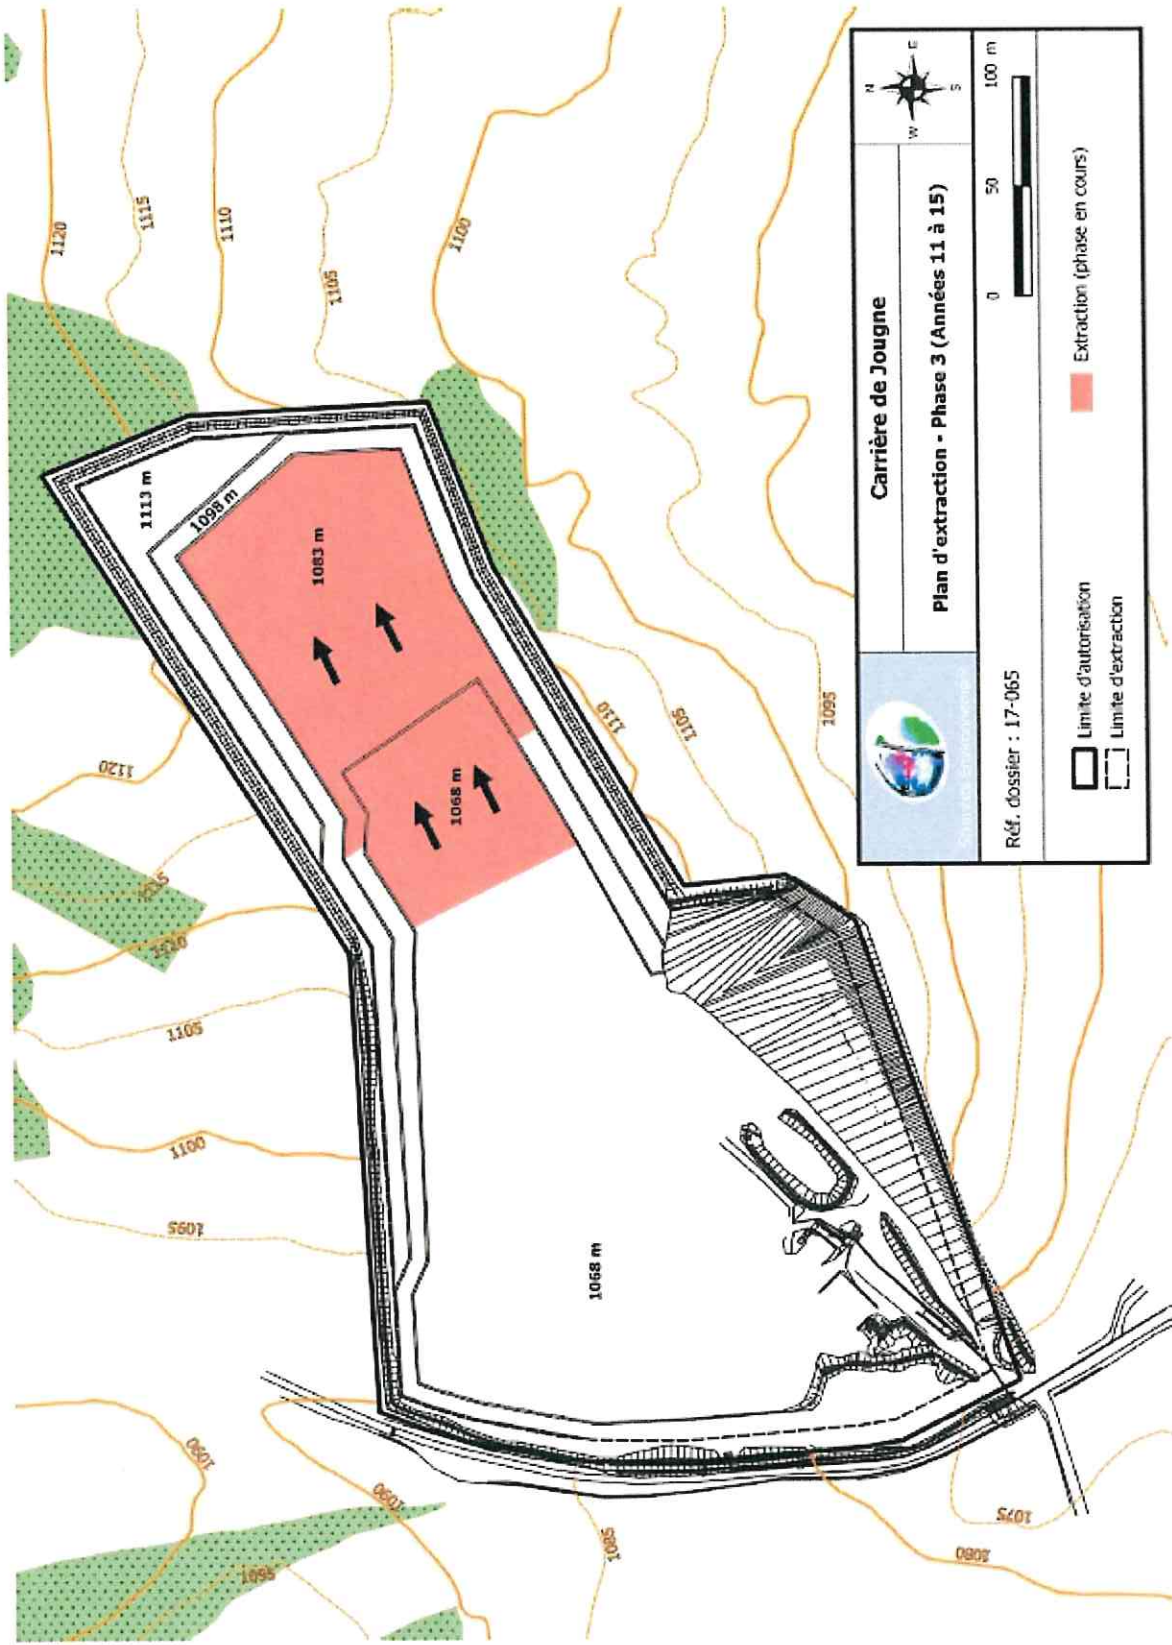 1120
1115
1110
1105
1100
1113 m
1098 m
1083 m
1068 m
1120
1110
1105
1095
1110
1105
1100
1095
1068 m
1090
1090
1085
1095
1075
1080
Carrière de Jougne
Plan d'extraction - Phase 3 (Années 11 à 15)
N
W
E
S
Réf. dossier : 17-065
0 50 100 m
Limite d'autorisation
Limite d'extraction
Extraction (phase en cours)